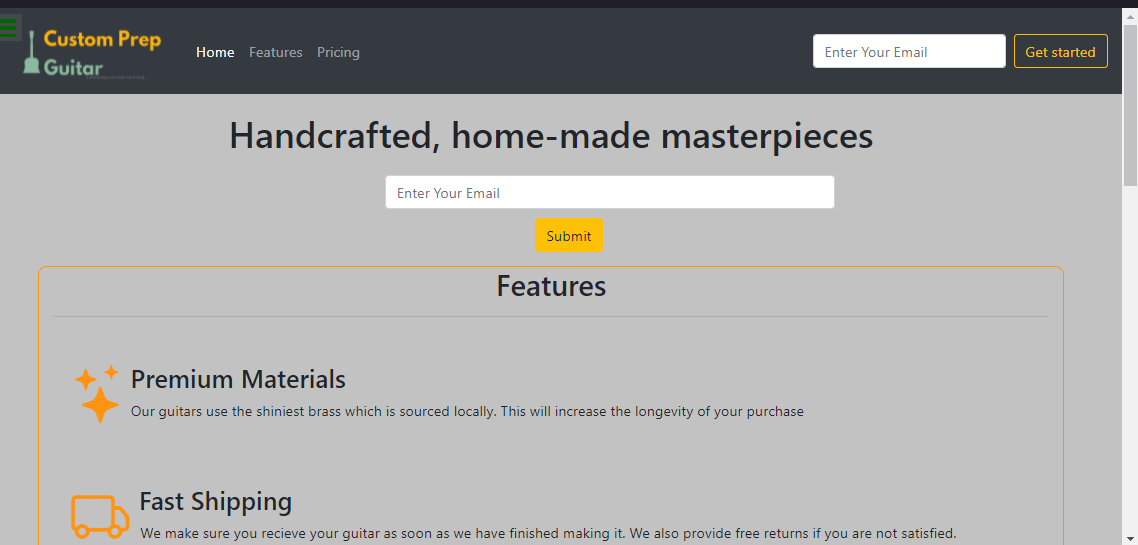 Custom Prep
Guitar
Home Features Pricing
Enter Your Email
Get started
Handcrafted, home-made masterpieces
Enter Your Email
Submit
Features
Premium Materials
Our guitars use the shiniest brass which is sourced locally. This will increase the longevity of your purchase
Fast Shipping
We make sure you recieve your guitar as soon as we have finished making it. We also provide free returns if you are not satisfied.